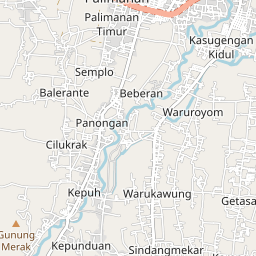 Palimanan
Palimanan
Timur
Kasugengan
Kidul
Semplo
Balerante
Beberan
Waruroyom
Panongan
Cilukrak
Kepuh
Warukawung
Getasa
Gunung
Merak
Kepunduan
Sindangmekar